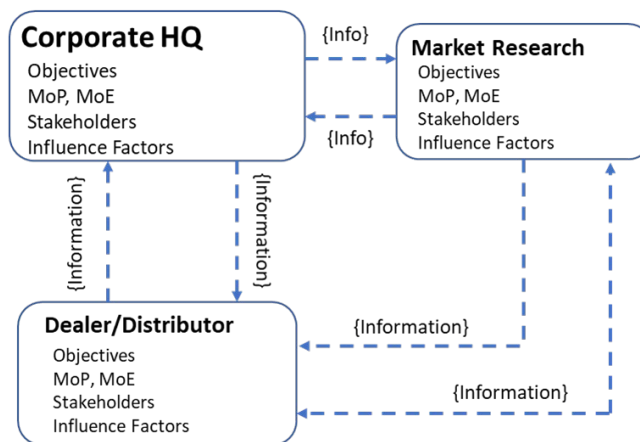 Corporate HQ
Objectives
MoP, MoE
Stakeholders
Influence Factors
{Info}
{Info}
Market Research
Objectives
MoP, MoE
Stakeholders
Influence Factors
{Information}
{Information}
Dealer/Distributor
Objectives
MoP, MoE
Stakeholders
Influence Factors
{Information}
{Information}